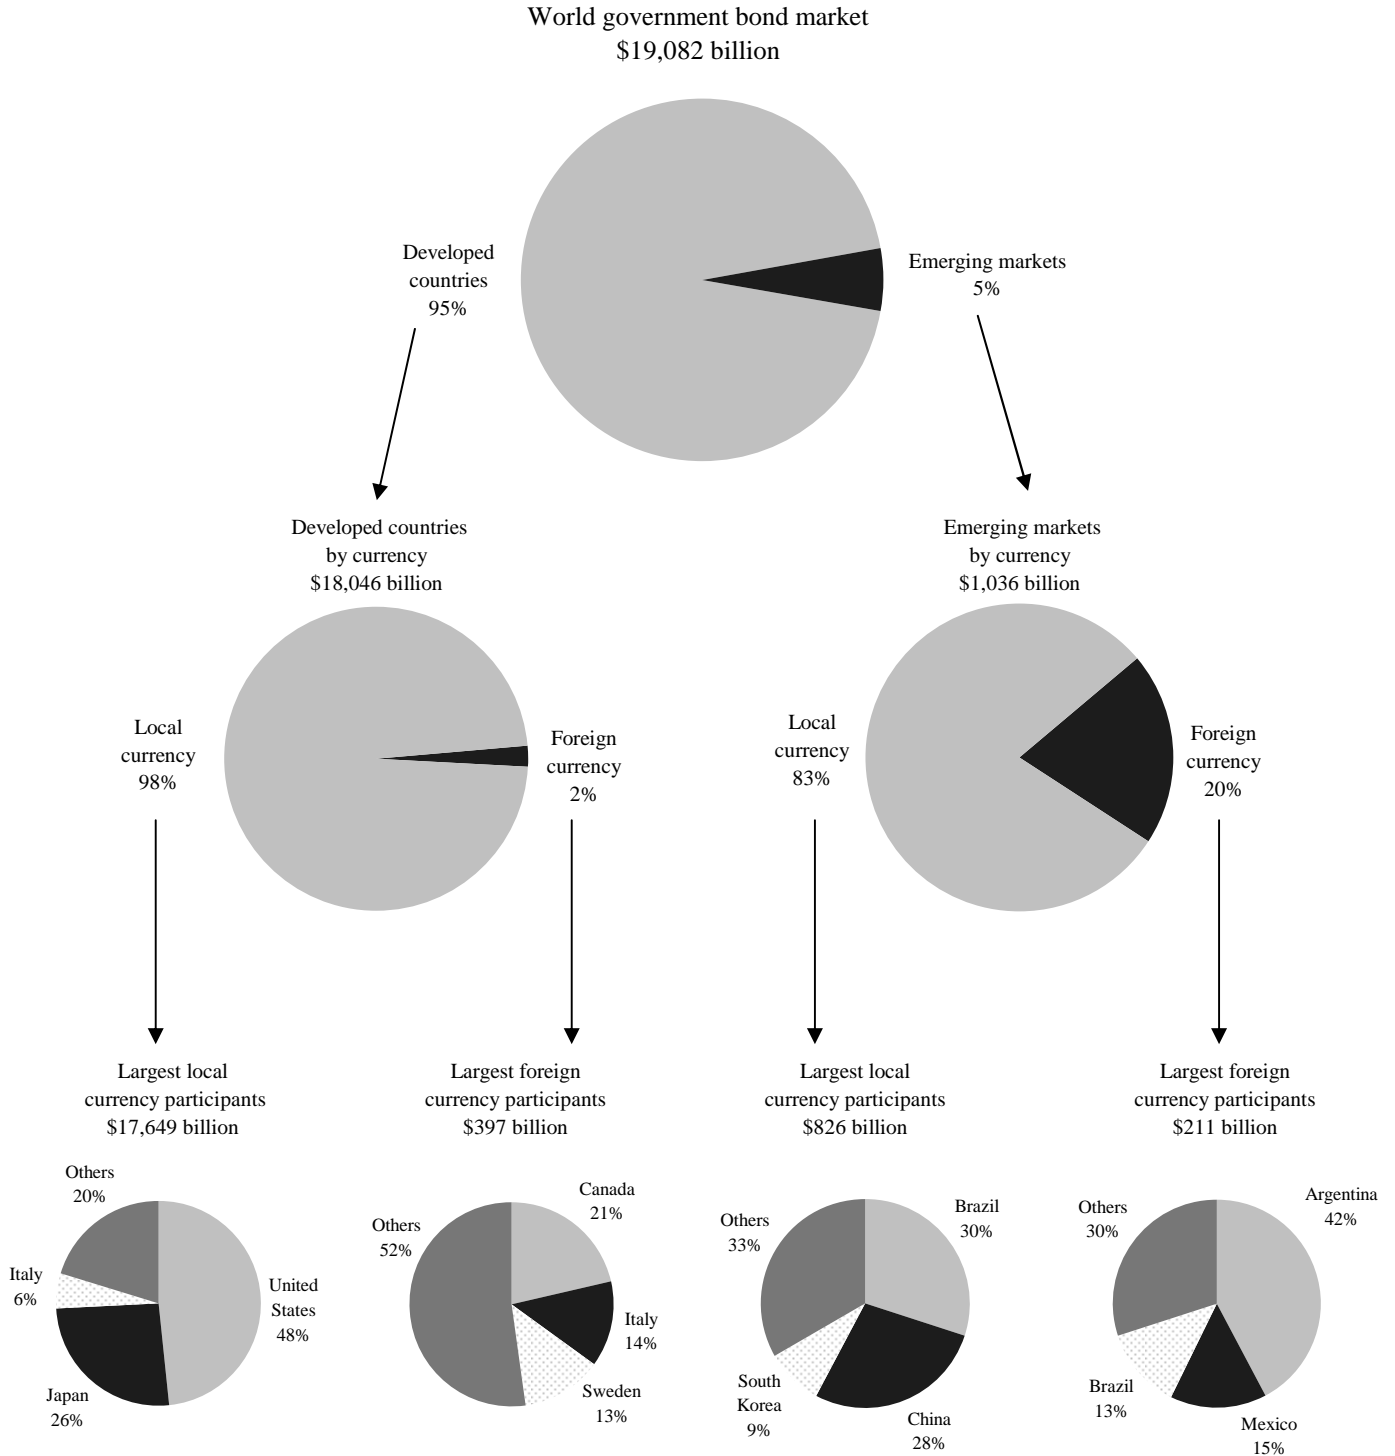 World government bond market
$19,082 billion
Developed
countries
95%
Emerging markets
5%
Developed countries
by currency
$18,046 billion
Emerging markets
by currency
$1,036 billion
Local
currency
98%
Foreign
currency
2%
Local
currency
83%
Foreign
currency
20%
Largest local
currency participants
$17,649 billion
Largest foreign
currency participants
$397 billion
Largest local
currency participants
$826 billion
Largest foreign
currency participants
$211 billion
Others
20%
Italy
6%
United
States
48%
Japan
26%
Canada
21%
Others
52%
Italy
14%
Sweden
13%
Brazil
30%
Others
33%
South
Korea
9%
China
28%
Argentina
42%
Others
30%
Brazil
13%
Mexico
15%